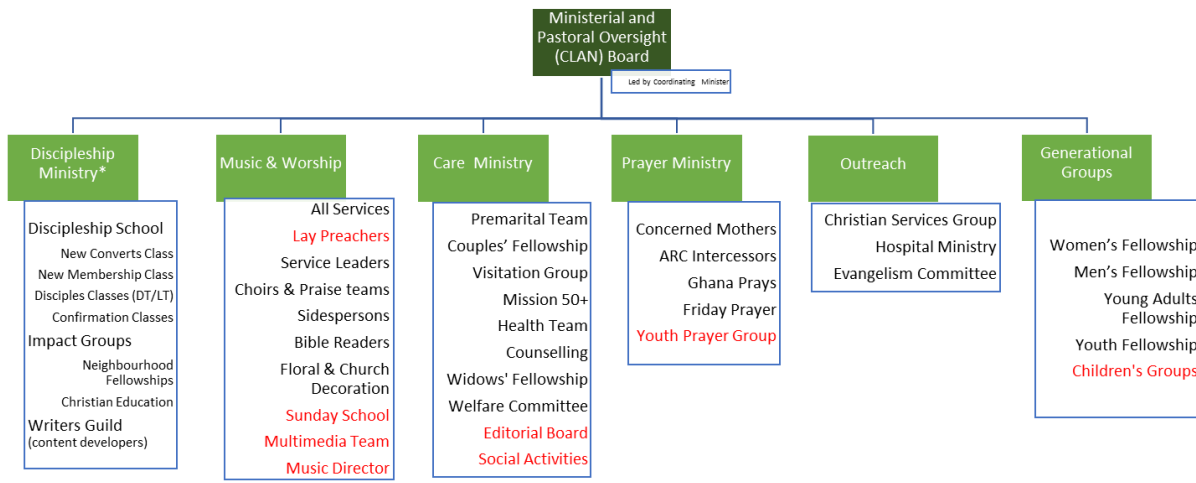 Ministerial and
Pastoral Oversight
(CLAN) Board
Led by Coordinating Minister
Discipleship
Ministry*
Discipleship School
New Converts Class
New Membership Class
Disciples Classes (DT/LT)
Confirmation Classes
Impact Groups
Neighbourhood
Fellowships
Christian Education
Writers Guild
(content developers)
Music & Worship
All Services
Lay Preachers
Service Leaders
Choirs & Praise teams
Sidespersons
Bible Readers
Floral & Church
Decoration
Sunday School
Multimedia Team
Music Director
Care Ministry
Premarital Team
Couples’ Fellowship
Visitation Group
Mission 50+
Health Team
Counselling
Widows' Fellowship
Welfare Committee
Editorial Board
Social Activities
Prayer Ministry
Concerned Mothers
ARC Intercessors
Ghana Prays
Friday Prayer
Youth Prayer Group
Outreach
Christian Services Group
Hospital Ministry
Evangelism Committee
Generational
Groups
Women’s Fellowship
Men’s Fellowship
Young Adults
Fellowship
Youth Fellowship
Children's Groups